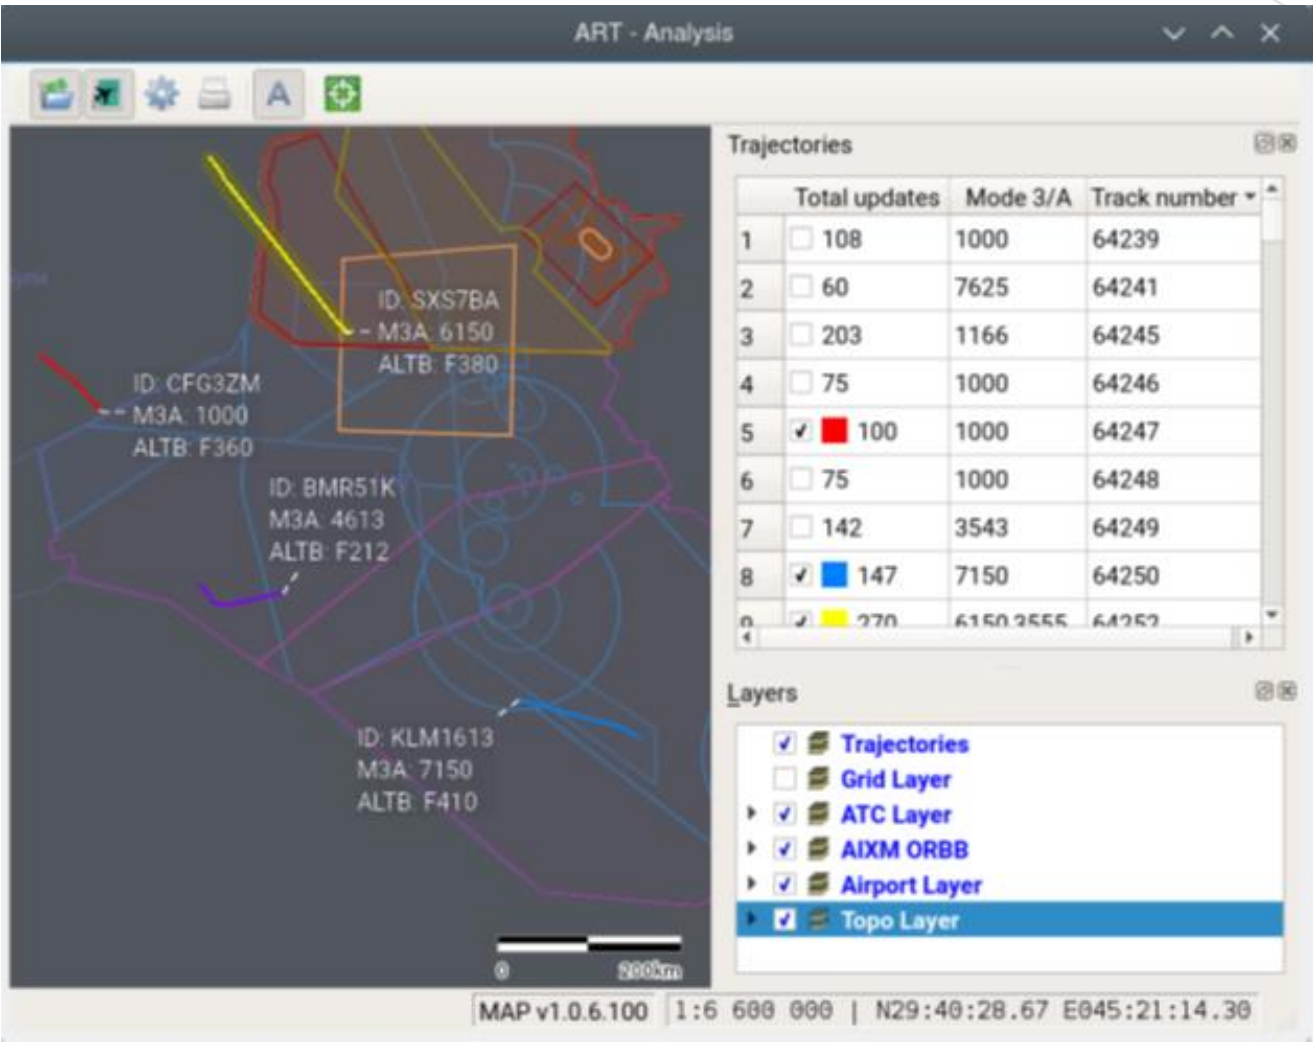 ART - Analysis
A
ID: SXS7BA
M3A: 6150
ALTB: F380
ID: CFG3ZM
M3A: 1000
ALTB: F360
ID: BMR51K
M3A: 4613
ALTB: F212
ID: KLM1613
M3A: 7150
ALTB: F410
0 200km
Trajectories
Total updates Mode 3/A Track number
1 108 1000 64239
2 60 7625 64241
3 203 1166 64245
4 75 1000 64246
5 100 1000 64247
6 75 1000 64248
7 142 3543 64249
8 147 7150 64250
9 270 6150,3555 64252
Layers
Trajectories
Grid Layer
ATC Layer
AIXM ORBB
Airport Layer
Topo Layer
MAP v1.0.6.100 1:6 600 000 | N29:40:28.67 E045:21:14.30